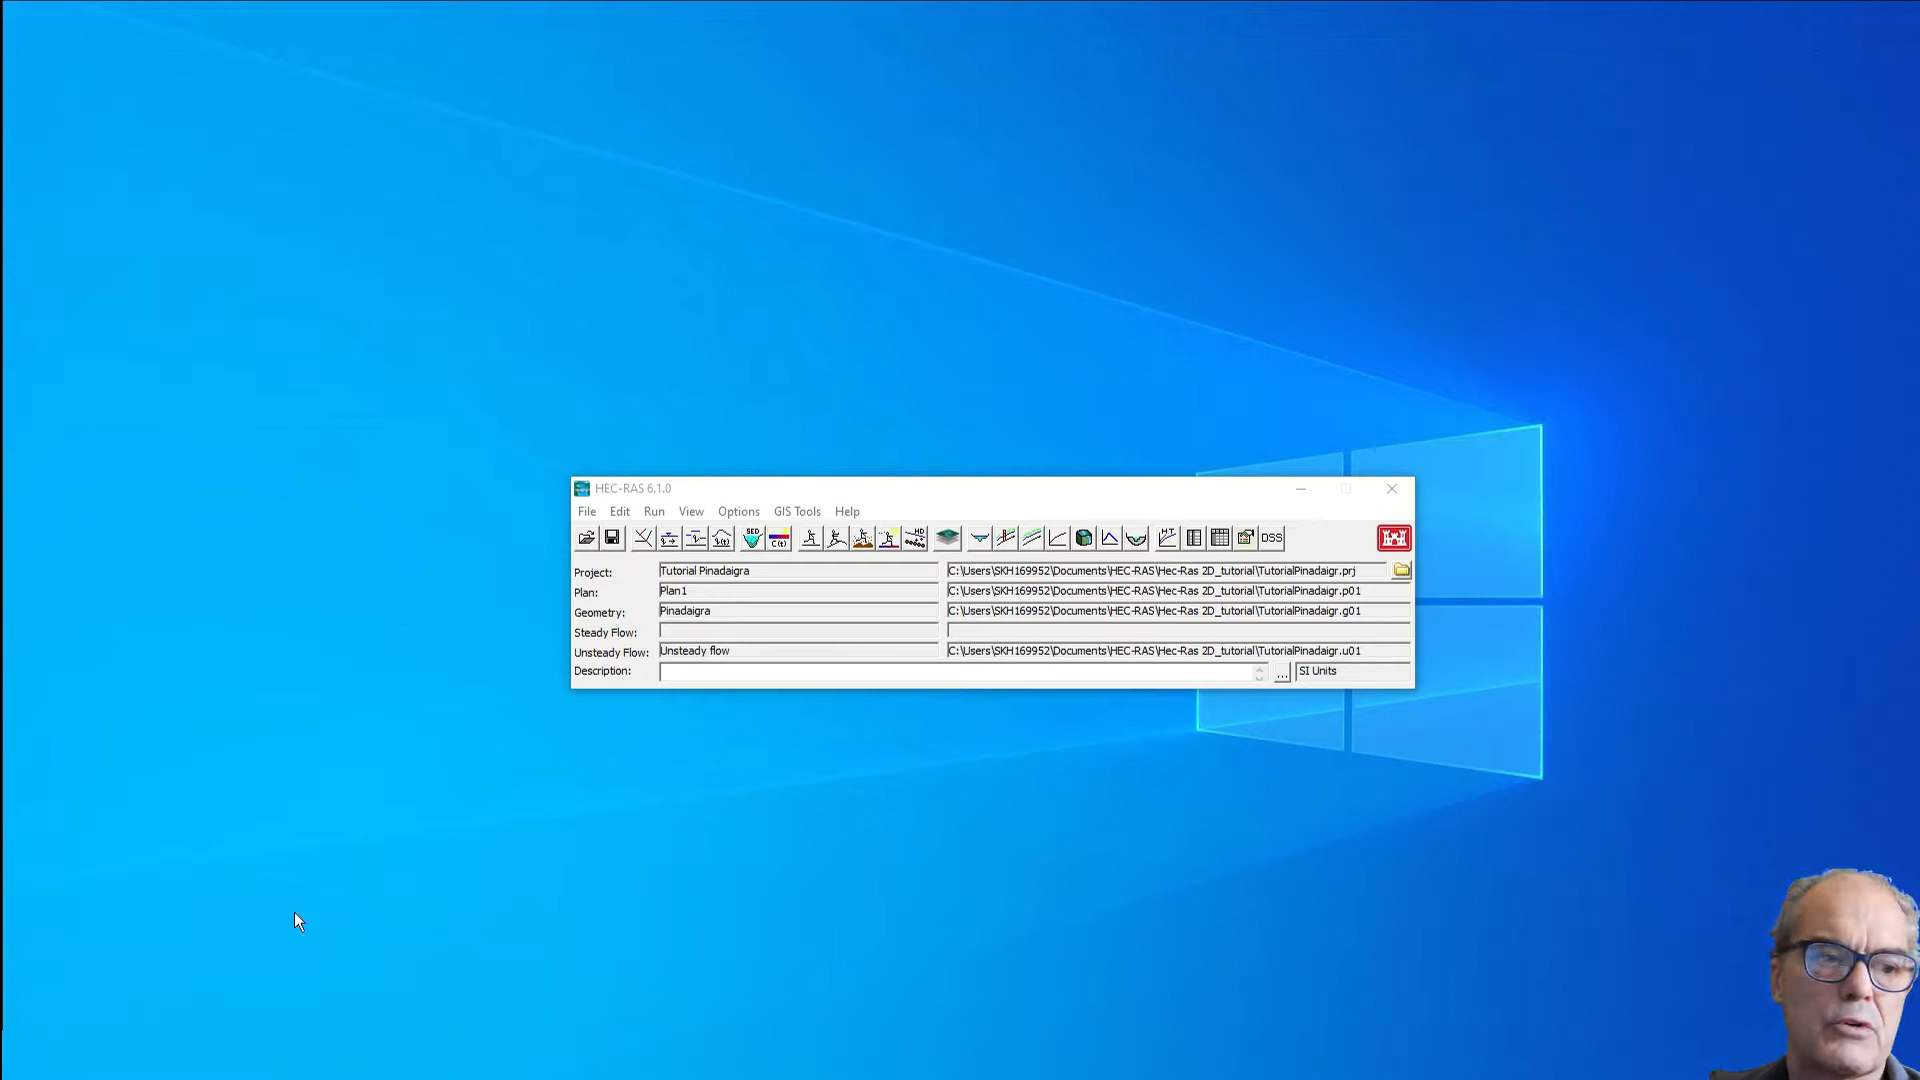 HEC-RAS 6.1.0
File Edit Run View Options GIS Tools Help
SED C(t) HD HT DSS
Project: Tutorial Pinadaigra C:\Users\SKH169952\Documents\HEC-RAS\Hec-Ras 2D_tutorial\TutorialPinadaigr.prj
Plan: Plan1 C:\Users\SKH169952\Documents\HEC-RAS\Hec-Ras 2D_tutorial\TutorialPinadaigr.p01
Geometry: Pinadaigra C:\Users\SKH169952\Documents\HEC-RAS\Hec-Ras 2D_tutorial\TutorialPinadaigr.g01
Steady Flow:
Unsteady Flow: Unsteady flow C:\Users\SKH169952\Documents\HEC-RAS\Hec-Ras 2D_tutorial\TutorialPinadaigr.u01
Description: ... SI Units